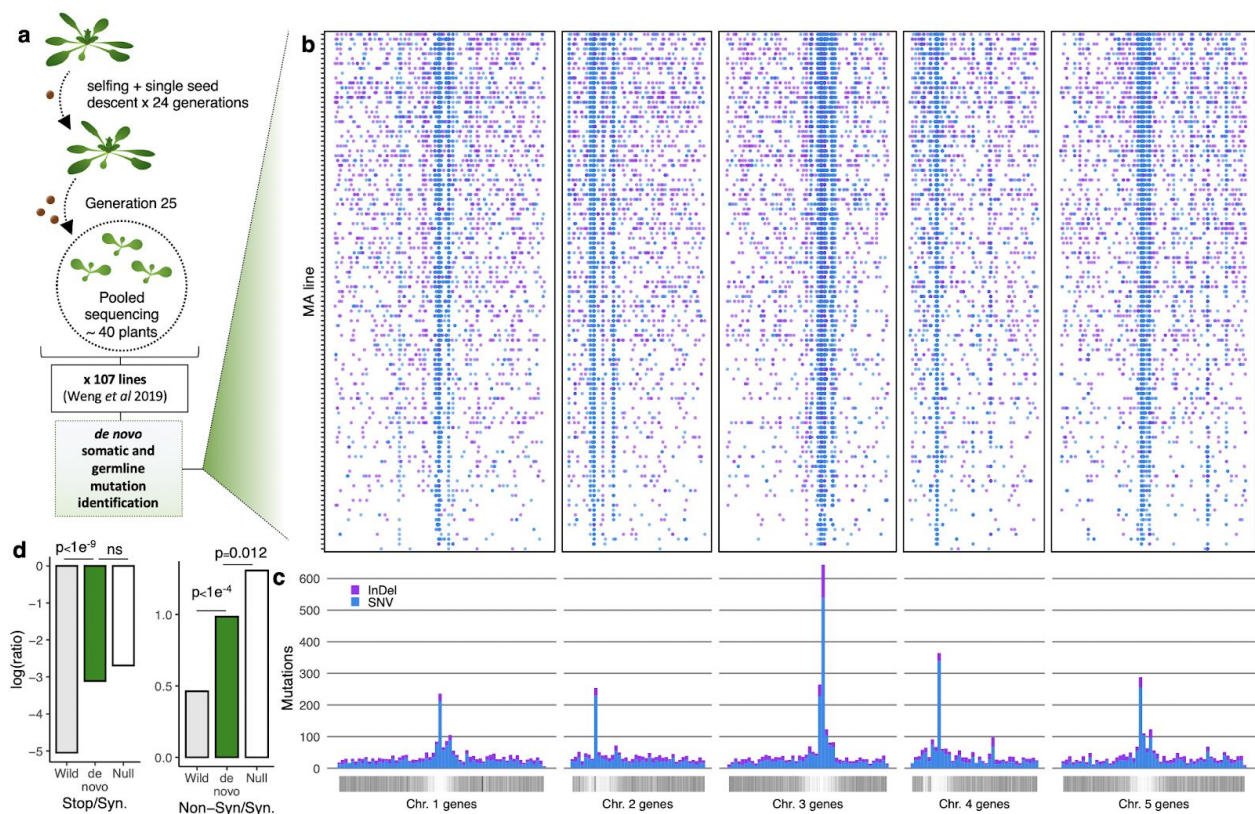 a
selfing + single seed
descent x 24 generations
Generation 25
Pooled
sequencing
~ 40 plants
x 107 lines
(Weng et al 2019)
de novo
somatic and
germline
mutation
identification
b
MA line
c
InDel
SNV
Mutations
600
500
400
300
200
100
0
Chr. 1 genes
Chr. 2 genes
Chr. 3 genes
Chr. 4 genes
Chr. 5 genes
d
p<1e-9
ns
log(ratio)
0
−1
−2
−3
−4
−5
Wild
de
novo
Null
Stop/Syn.
p=0.012
p<1e-4
1.0
0.5
0.0
Wild
de
novo
Null
Non−Syn/Syn.